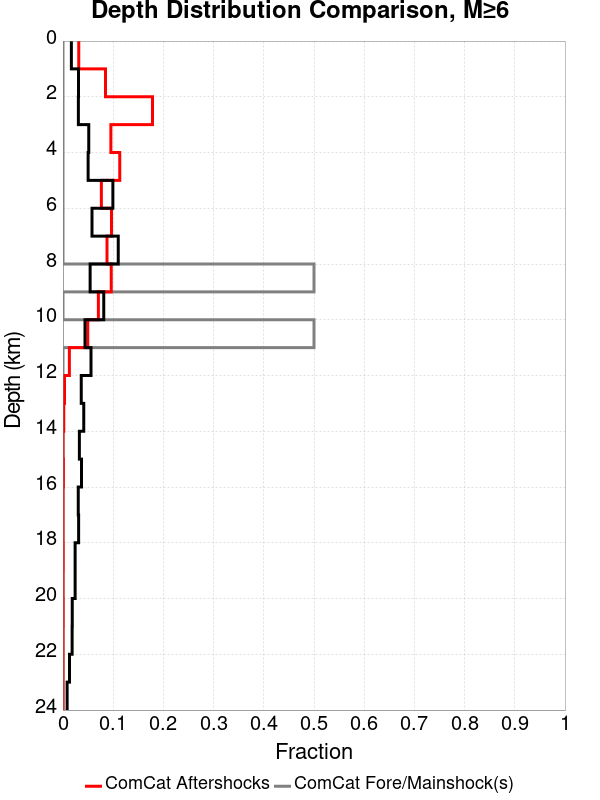 Depth Distribution Comparison, M≥6
0
2
4
6
8
10
12
14
16
18
20
22
24
Depth (km)
0 0.1 0.2 0.3 0.4 0.5 0.6 0.7 0.8 0.9 1
Fraction
ComCat Aftershocks ComCat Fore/Mainshock(s)